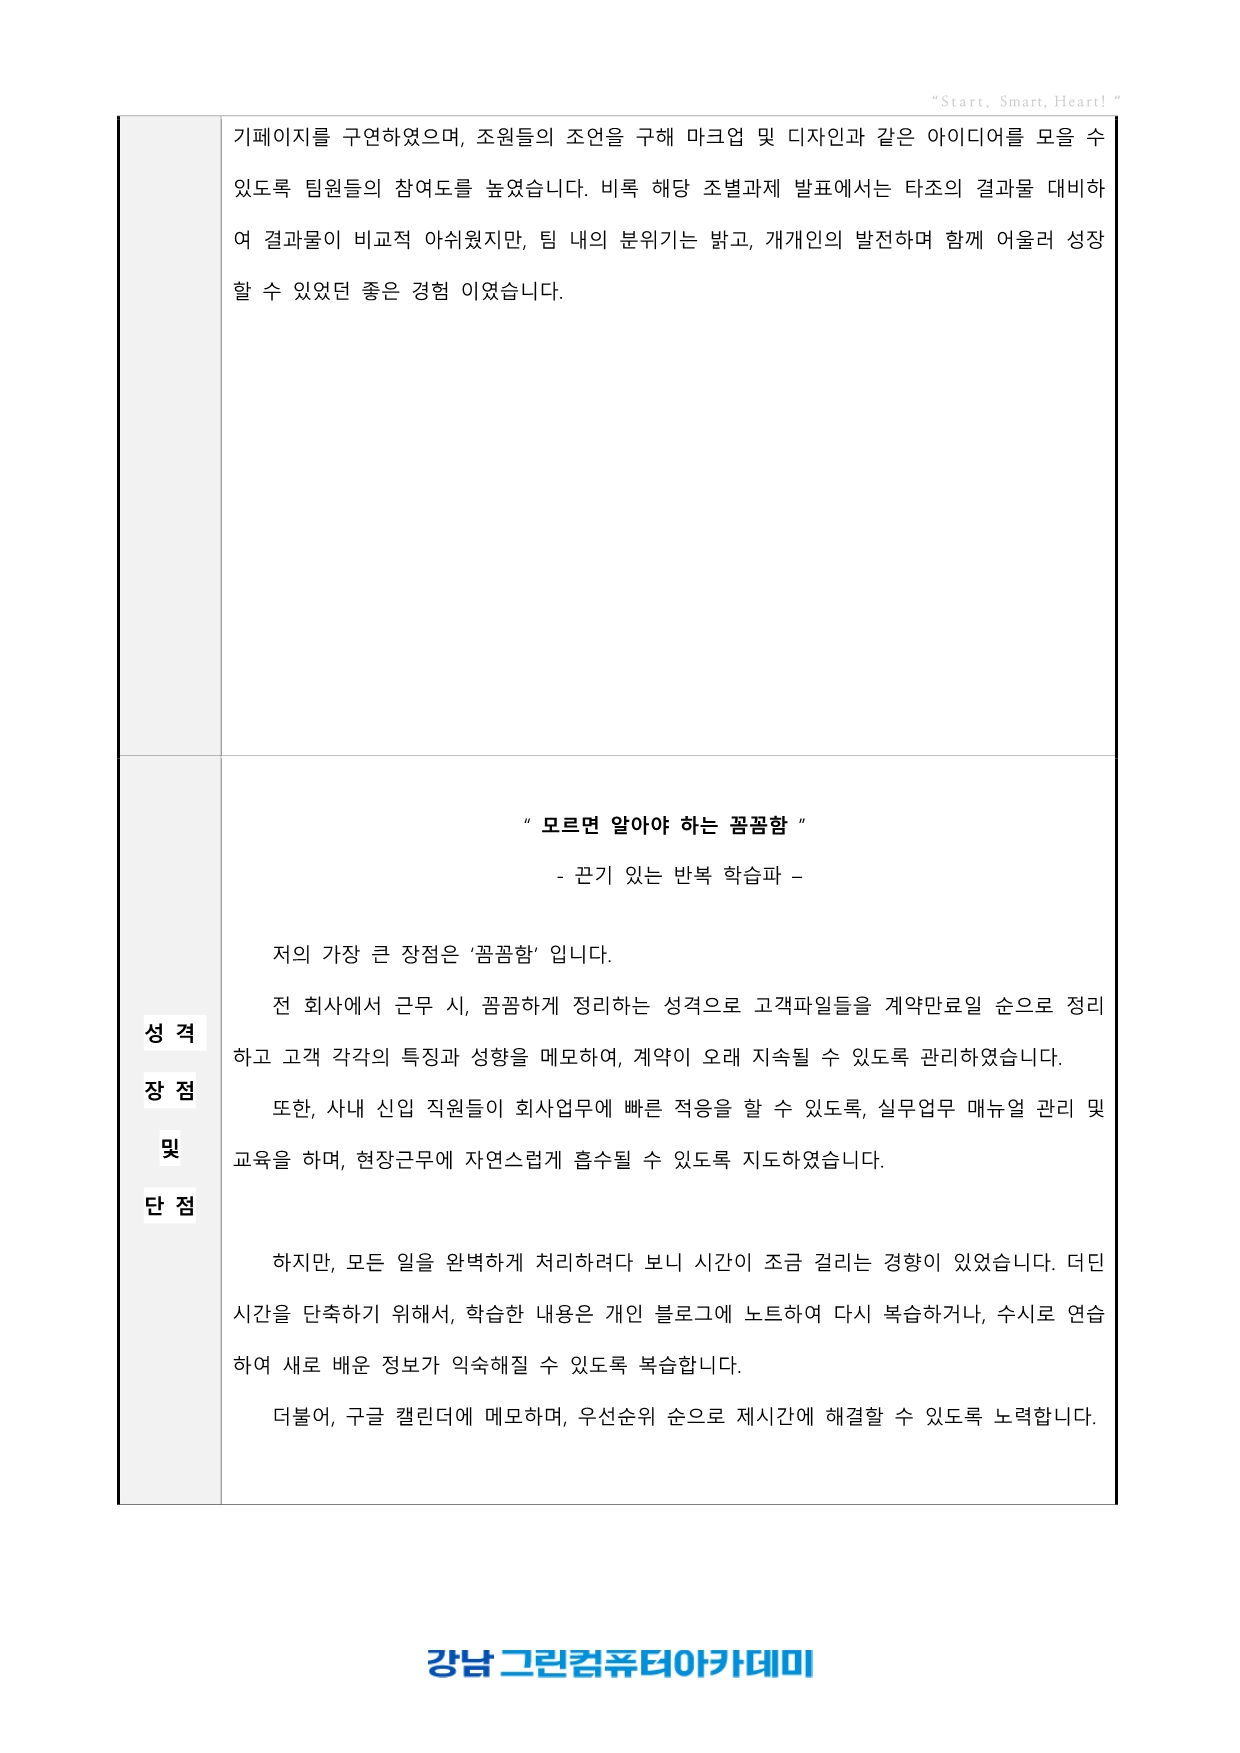 “Start, Smart, Heart! ”
기페이지를 구연하였으며, 조원들의 조언을 구해 마크업 및 디자인과 같은 아이디어를 모을 수
있도록 팀원들의 참여도를 높였습니다. 비록 해당 조별과제 발표에서는 타조의 결과물 대비하
여 결과물이 비교적 아쉬웠지만, 팀 내의 분위기는 밝고, 개개인의 발전하며 함께 어울러 성장
할 수 있었던 좋은 경험 이였습니다.
“ 모르면 알아야 하는 꼼꼼함 ”
- 끈기 있는 반복 학습파 –
저의 가장 큰 장점은 ‘꼼꼼함’ 입니다.
전 회사에서 근무 시, 꼼꼼하게 정리하는 성격으로 고객파일들을 계약만료일 순으로 정리
하고 고객 각각의 특징과 성향을 메모하여, 계약이 오래 지속될 수 있도록 관리하였습니다.
또한, 사내 신입 직원들이 회사업무에 빠른 적응을 할 수 있도록, 실무업무 매뉴얼 관리 및
교육을 하며, 현장근무에 자연스럽게 흡수될 수 있도록 지도하였습니다.
성 격
장 점
및
단 점
하지만, 모든 일을 완벽하게 처리하려다 보니 시간이 조금 걸리는 경향이 있었습니다. 더딘
시간을 단축하기 위해서, 학습한 내용은 개인 블로그에 노트하여 다시 복습하거나, 수시로 연습
하여 새로 배운 정보가 익숙해질 수 있도록 복습합니다.
더불어, 구글 캘린더에 메모하며, 우선순위 순으로 제시간에 해결할 수 있도록 노력합니다.
강남 그린컴퓨터아카데미